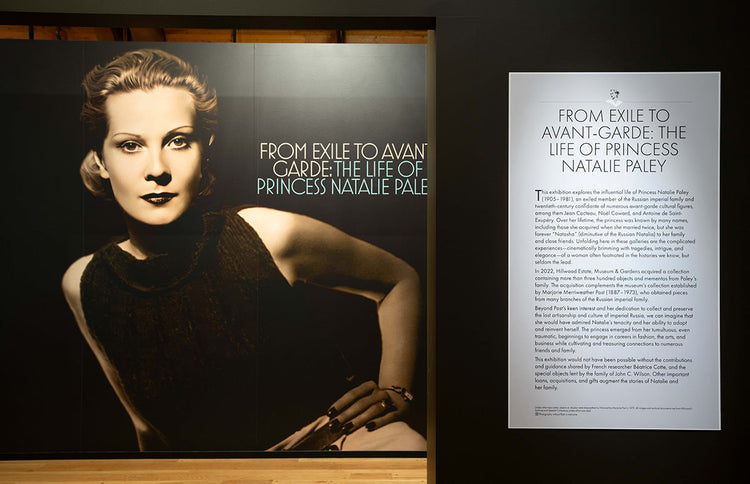 FROM EXILE TO AVANT
GARDE: THE LIFE OF
PRINCESS NATALIE PALE
FROM EXILE TO
AVANT-GARDE: THE
LIFE OF PRINCESS
NATALIE PALEY
This exhibition explores the influential life of Princess Natalie Paley
(1905–1981), an exiled member of the Russian imperial family and
twentieth-century confidante of numerous avant-garde cultural figures,
among them Jean Cocteau, Noël Coward, and Antoine de Saint-
Exupéry. Over her lifetime, the princess was known by many names,
including those she acquired when she married twice, but she was
forever "Natasha" (diminutive of the Russian Natalia) to her family
and close friends. Unfolding here in these galleries are the complicated
experiences—cinematically brimming with tragedies, intrigue, and
elegance—of a woman often footnoted in the histories we know, but
seldom the lead.
In 2022, Hillwood Estate, Museum & Gardens acquired a collection
containing more than three hundred objects and mementos from Paley's
family. The acquisition complements the museum's collection established
by Marjorie Merriweather Post (1887–1973), who obtained pieces
from many branches of the Russian imperial family.
Beyond Post's keen interest and her dedication to collect and preserve
the lost artisanship and culture of imperial Russia, we can imagine that
she would have admired Natalie's tenacity and her ability to adapt
and reinvent herself. The princess emerged from her tumultuous, even
traumatic, beginnings to engage in careers in fashion, the arts, and
business while cultivating and treasuring connections to numerous
friends and family.
This exhibition would not have been possible without the contributions
and guidance shared by French researcher Béatrice Cotte, and the
special objects lent by the family of John C. Wilson. Other important
loans, acquisitions, and gifts augment the stories of Natalie and
her family.